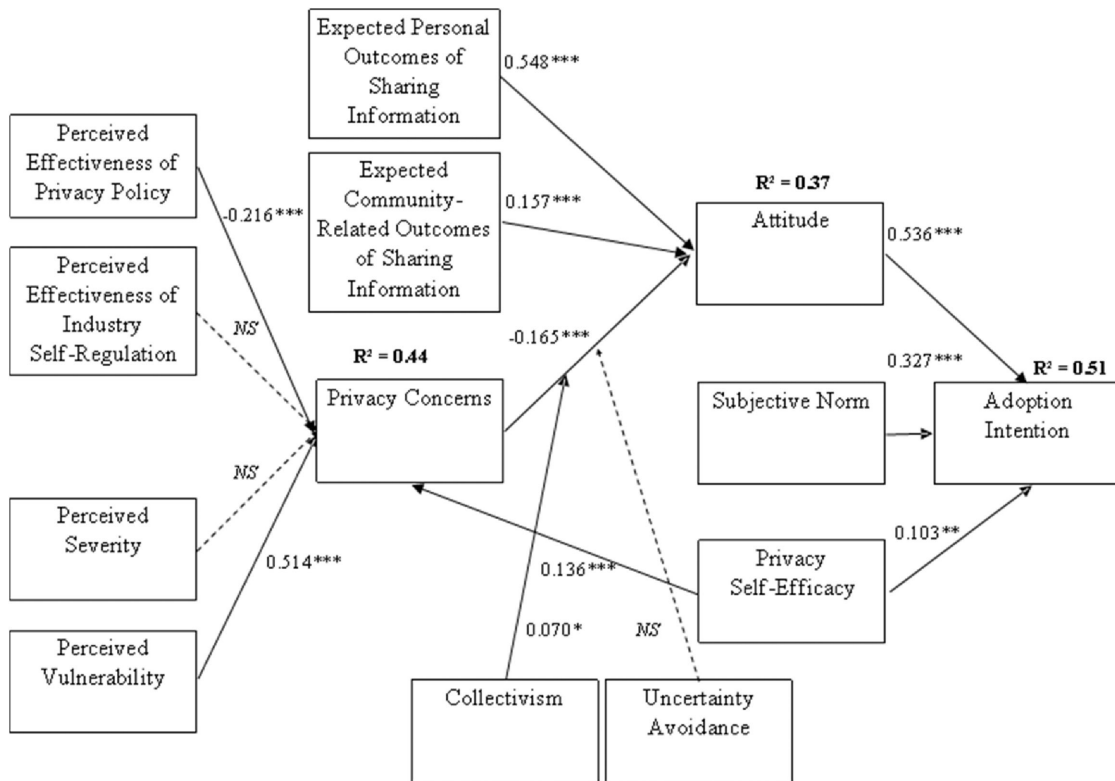 Expected Personal
Outcomes of
Sharing
Information
0.548***
Perceived
Effectiveness of
Privacy Policy
-0.216***
Expected
Community-
Related Outcomes
of Sharing
Information
0.157***
R² = 0.37
Attitude
0.536***
Perceived
Effectiveness of
Industry
Self-Regulation
NS
R² = 0.44
Privacy Concerns
-0.165***
Subjective Norm
0.327***
R² = 0.51
Adoption
Intention
Perceived
Severity
NS
0.514***
Perceived
Vulnerability
0.136***
Privacy
Self-Efficacy
0.103**
0.070*
NS
Collectivism
Uncertainty
Avoidance